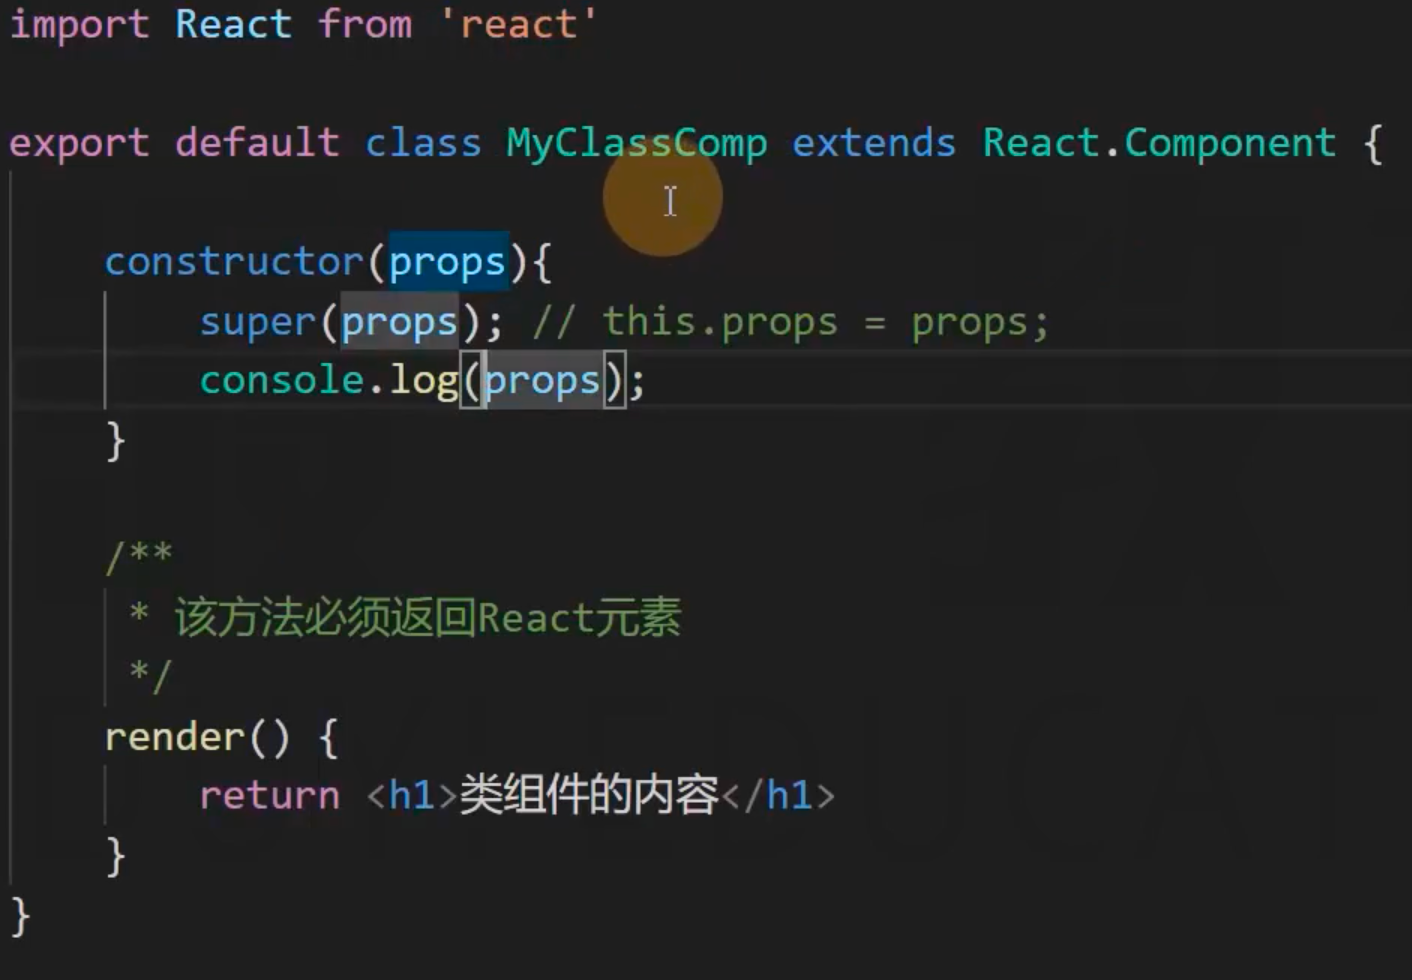 import React from 'react'
export default class MyClassComp extends React.Component {
constructor(props){
super(props); // this.props = props;
console.log(props);
}
/**
* 该方法必须返回React元素
*/
render() {
return <h1>类组件的内容</h1>
}
}